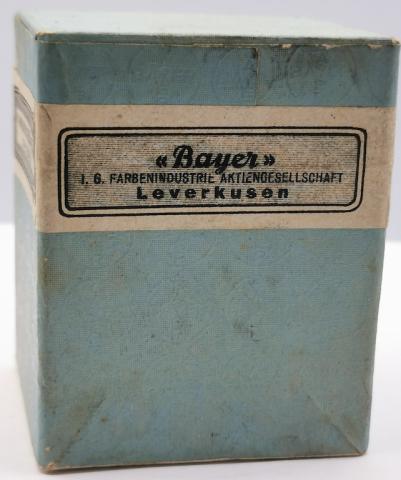 «Bayer»
I. G. FARBENINDUSTRIE AKTIENGESELLSCHAFT
Leverkusen